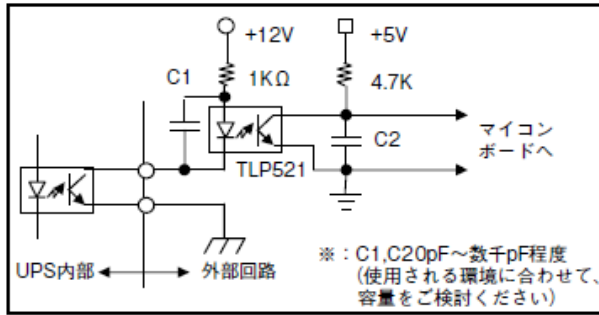 +12V
+5V
C1
1KΩ
4.7K
C2
TLP521
マイコン
ボードへ
UPS内部
外部回路
※：C1,C20pF～数千pF程度
(使用される環境に合わせて、
容量をご検討ください)